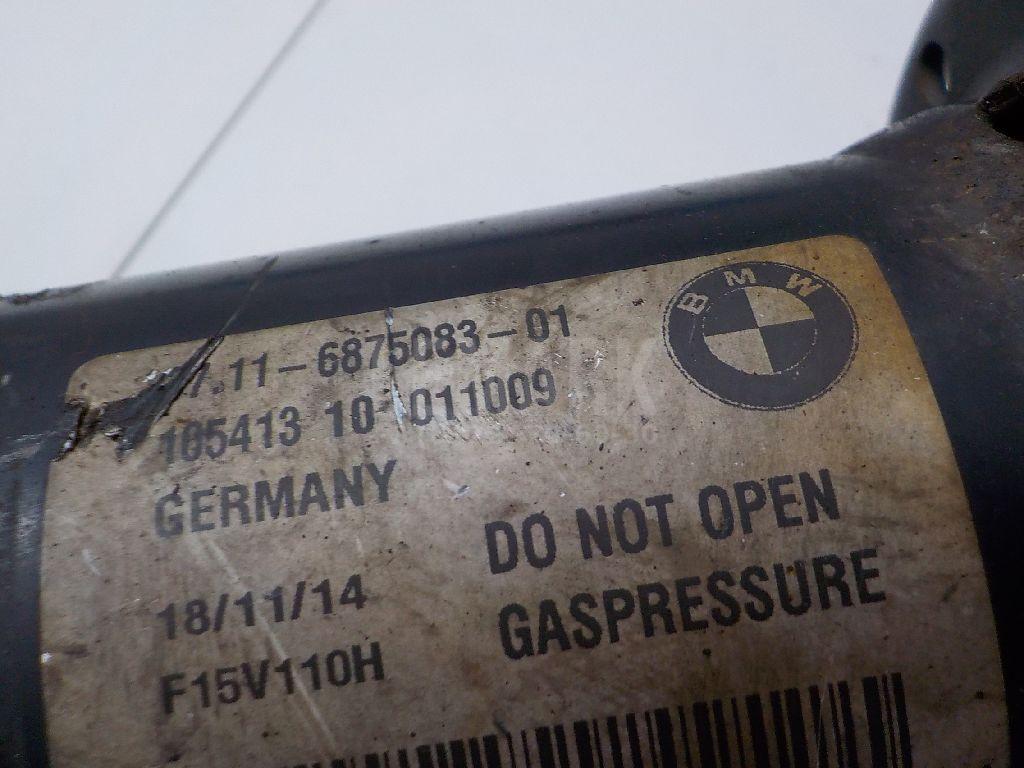 7.11-6875083-01
105413 10 011009
GERMANY
BMW
DO NOT OPEN
GASPRESSURE
18/11/14
F15V110H